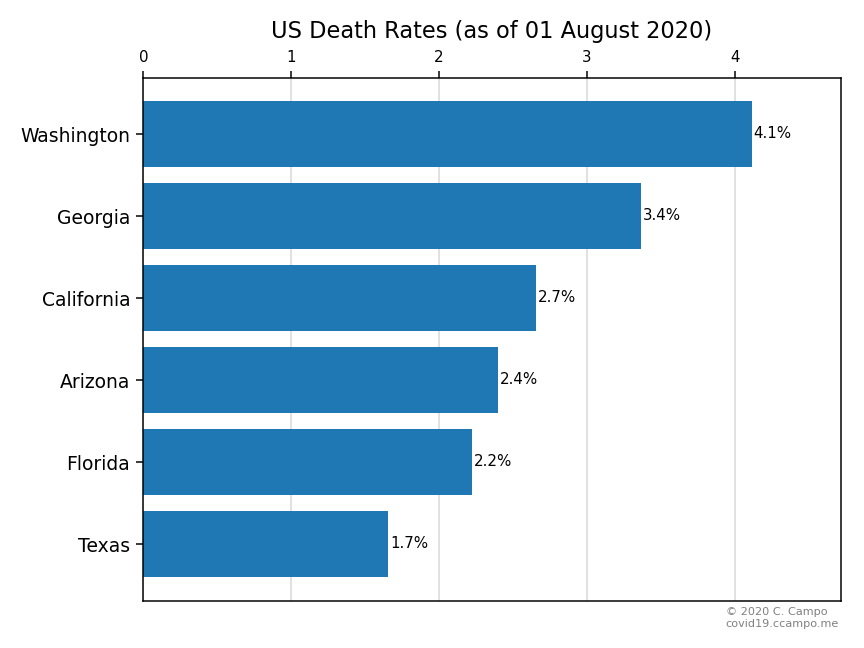 US Death Rates (as of 01 August 2020)
0 1 2 3 4
Washington 4.1%
Georgia 3.4%
California 2.7%
Arizona 2.4%
Florida 2.2%
Texas 1.7%
© 2020 C. Campo
covid19.ccampo.me